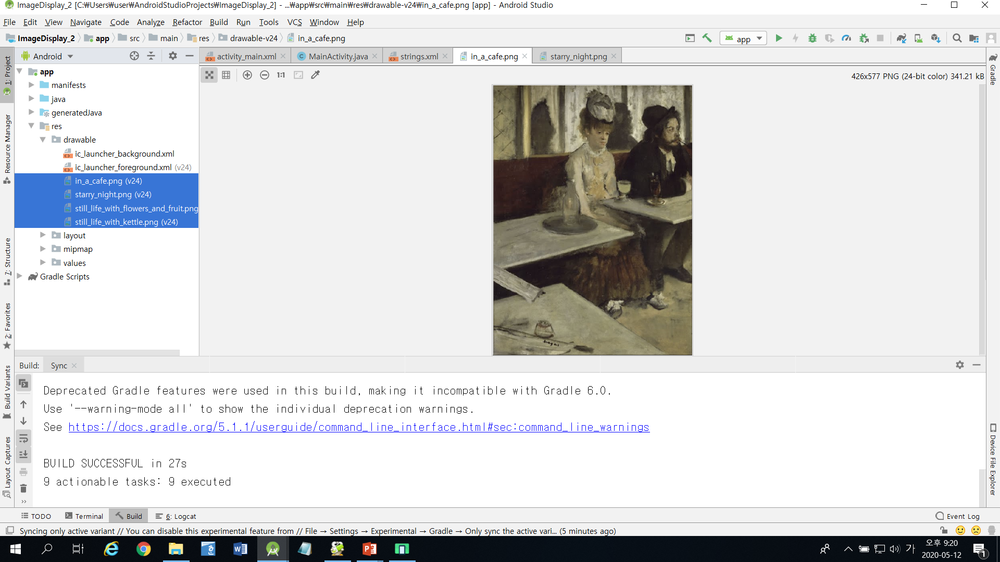 ImageDisplay_2 [C:₩Users₩user₩AndroidStudioProjects₩ImageDisplay_2] - ...₩app₩src₩main₩res₩drawable-v24₩in_a_cafe.png [app] - Android Studio
File Edit View Navigate Code Analyze Refactor Build Run Tools VCS Window Help
ImageDisplay_2 app src main res drawable-v24 in_a_cafe.png app
Android
activity_main.xml MainActivity.java strings.xml in_a_cafe.png starry_night.png
1:1
426x577 PNG (24-bit color) 341.21 kB
app
manifests
java
generatedJava
res
drawable
ic_launcher_background.xml
ic_launcher_foreground.xml (v24)
in_a_cafe.png (v24)
starry_night.png (v24)
still_life_with_flowers_and_fruit.png
still_life_with_kettle.png (v24)
layout
mipmap
values
Gradle Scripts
1: Project
Resource Manager
7: Structure
2: Favorites
Build Variants
Layout Captures
Gradle
Device File Explorer
Degas
Build: Sync
Deprecated Gradle features were used in this build, making it incompatible with Gradle 6.0.
Use '--warning-mode all' to show the individual deprecation warnings.
See https://docs.gradle.org/5.1.1/userguide/command_line_interface.html#sec:command_line_warnings
BUILD SUCCESSFUL in 27s
9 actionable tasks: 9 executed
TODO Terminal Build 6: Logcat Event Log
Syncing only active variant // You can disable this experimental feature from // File → Settings → Experimental → Gradle → Only sync the active vari... (5 minutes ago)
가
오후 9:20
2020-05-12
1